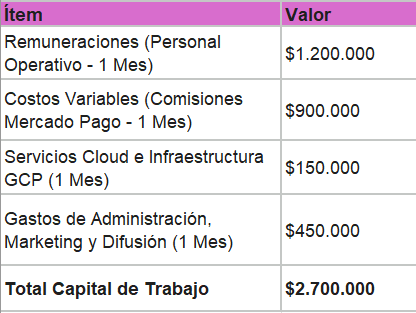 Ítem Valor
Remuneraciones (Personal
Operativo - 1 Mes) $1.200.000
Costos Variables (Comisiones
Mercado Pago - 1 Mes) $900.000
Servicios Cloud e Infraestructura
GCP (1 Mes) $150.000
Gastos de Administración,
Marketing y Difusión (1 Mes) $450.000
Total Capital de Trabajo $2.700.000